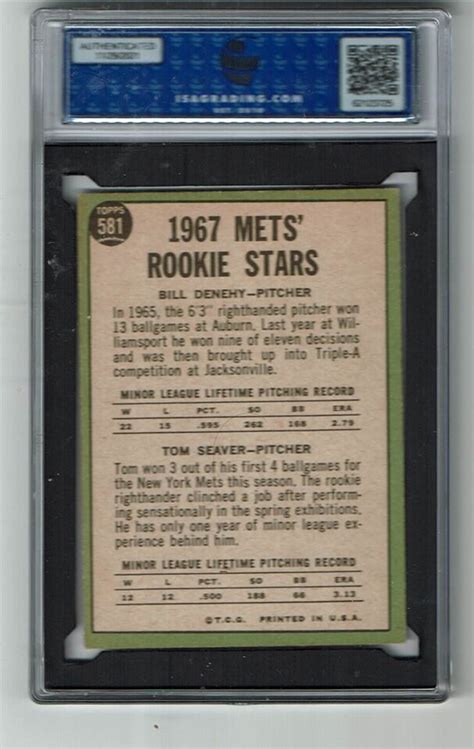 AUTHENTICATED
ISAGRADING.COM
TOPPS
581
1967 METS'
ROOKIE STARS
BILL DENEHY—PITCHER
In 1965, the 6'3" righthanded pitcher won
13 ballgames at Auburn. Last year at Wil-
liamsport he won nine of eleven decisions
and was then brought up into Triple-A
competition at Jacksonville.
MINOR LEAGUE LIFETIME PITCHING RECORD
W L PCT. SO BB ERA
22 15 .595 262 168 2.79
TOM SEAVER—PITCHER
Tom won 3 out of his first 4 ballgames for
the New York Mets this season. The rookie
righthander clinched a job after perform-
ing sensationally in the spring exhibitions.
He has only one year of minor league ex-
perience behind him.
MINOR LEAGUE LIFETIME PITCHING RECORD
W L PCT. SO BB ERA
12 12 .500 188 66 3.13
©T.C.G. PRINTED IN U.S.A.